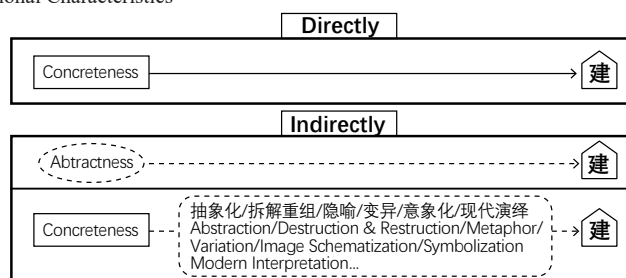 onal Characteristics
Directly
Concreteness
建
Indirectly
Abtractness
建
Concreteness
抽象化/拆解重组/隐喻/变异/意象化/现代演绎
Abstraction/Destruction & Restruction/Metaphor/
Variation/Image Schematization/Symbolization
Modern Interpretation...
建